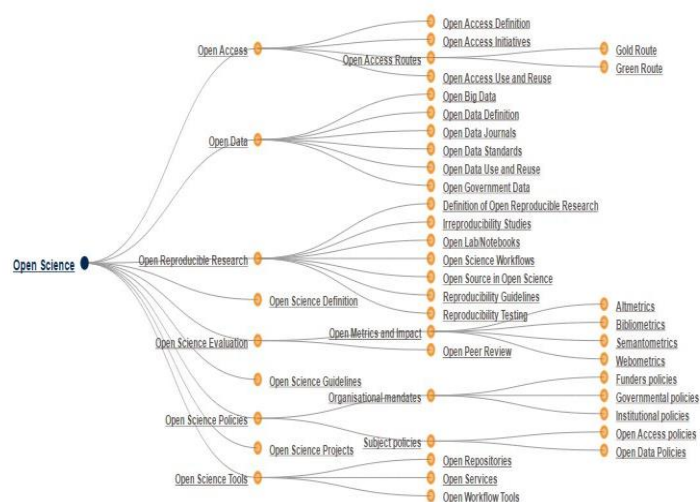 Open Science
Open Access
Open Access Definition
Open Access Initiatives
Open Access Routes
Gold Route
Green Route
Open Access Use and Reuse
Open Data
Open Big Data
Open Data Definition
Open Data Journals
Open Data Standards
Open Data Use and Reuse
Open Government Data
Open Reproducible Research
Definition of Open Reproducible Research
Irreproducibility Studies
Open Lab/Notebooks
Open Science Workflows
Open Source in Open Science
Reproducibility Guidelines
Reproducibility Testing
Open Science Definition
Open Science Evaluation
Open Metrics and Impact
Altmetrics
Bibliometrics
Semantometrics
Webometrics
Open Peer Review
Open Science Guidelines
Open Science Policies
Organisational mandates
Funders policies
Governmental policies
Institutional policies
Subject policies
Open Access policies
Open Data Policies
Open Science Projects
Open Science Tools
Open Repositories
Open Services
Open Workflow Tools